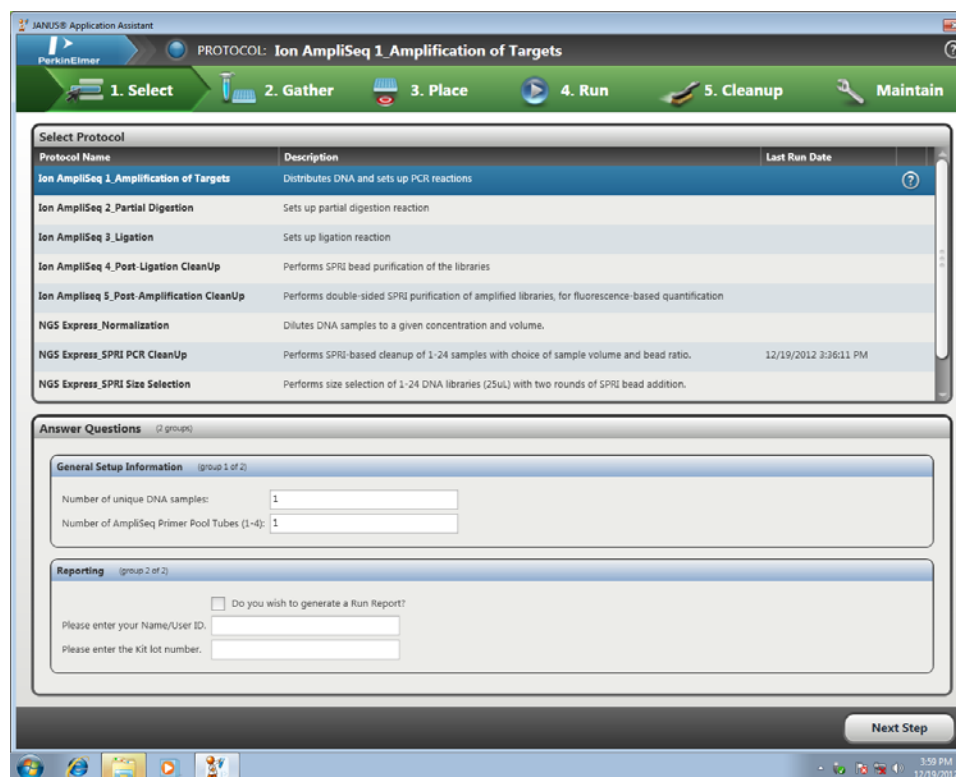 JANUS® Application Assistant
PerkinElmer
PROTOCOL: Ion AmpliSeq 1_Amplification of Targets
1. Select 2. Gather 3. Place 4. Run 5. Cleanup Maintain
Select Protocol
Protocol Name Description Last Run Date
Ion AmpliSeq 1_Amplification of Targets Distributes DNA and sets up PCR reactions
Ion AmpliSeq 2_Partial Digestion Sets up partial digestion reaction
Ion AmpliSeq 3_Ligation Sets up ligation reaction
Ion AmpliSeq 4_Post-Ligation CleanUp Performs SPRI bead purification of the libraries
Ion Ampliseq 5_Post-Amplification CleanUp Performs double-sided SPRI purification of amplified libraries, for fluorescence-based quantification
NGS Express_Normalization Dilutes DNA samples to a given concentration and volume.
NGS Express_SPRI PCR CleanUp Performs SPRI-based cleanup of 1-24 samples with choice of sample volume and bead ratio. 12/19/2012 3:36:11 PM
NGS Express_SPRI Size Selection Performs size selection of 1-24 DNA libraries (25uL) with two rounds of SPRI bead addition.
Answer Questions (2 groups)
General Setup Information (group 1 of 2)
Number of unique DNA samples: 1
Number of AmpliSeq Primer Pool Tubes (1-4): 1
Reporting (group 2 of 2)
Do you wish to generate a Run Report?
Please enter your Name/User ID.
Please enter the Kit lot number.
Next Step
3:59 PM